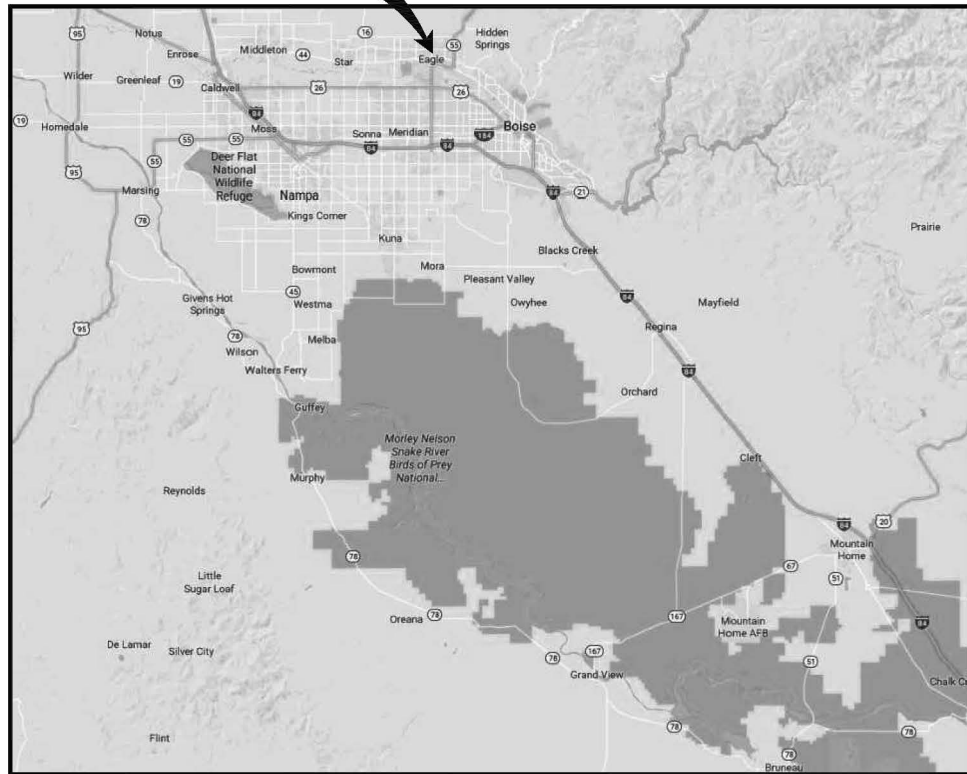 95
Notus
Middleton
16
55
Hidden
Springs
Enrose
44
Star
Eagle
Wilder
Greenleaf
19
Caldwell
26
26
84
19
Homedale
Moss
Sonna
Meridian
184
Boise
55
55
84
84
55
Deer Flat
National
Wildlife
Refuge
95
Marsing
Nampa
84
21
Kings Corner
78
Kuna
Prairie
Blacks Creek
Bowmont
Mora
Pleasant Valley
45
Givens Hot
Springs
Westma
Owyhee
84
Mayfield
95
78
Melba
Regina
Wilson
Walters Ferry
84
Orchard
Guffey
Morley Nelson
Snake River
Birds of Prey
National...
Cleft
Murphy
Reynolds
84
20
Mountain
Home
78
67
51
Little
Sugar Loaf
Oreana
78
167
Mountain
Home AFB
84
De Lamar
Silver City
167
78
Grand View
51
Chalk C
78
78
Flint
78
Bruneau